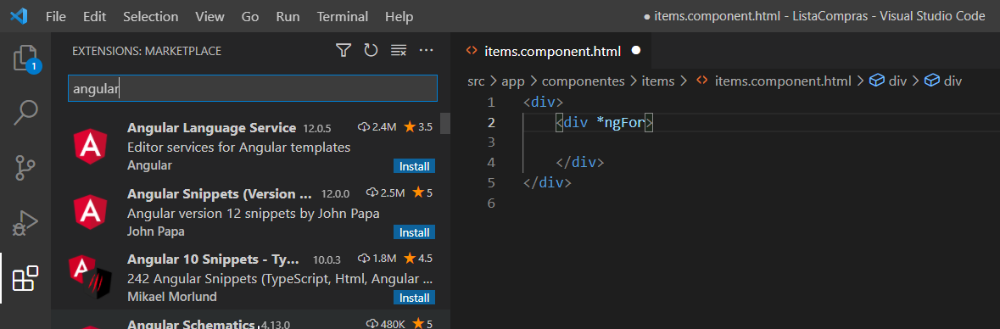 File Edit Selection View Go Run Terminal Help
● items.component.html - ListaCompras - Visual Studio Code
1
EXTENSIONS: MARKETPLACE
angular
Angular Language Service 12.0.5 2.4M 3.5
Editor services for Angular templates
Angular Install
Angular Snippets (Version ... 12.0.0 2.5M 5
Angular version 12 snippets by John Papa
John Papa Install
Angular 10 Snippets - Ty... 10.0.3 1.8M 4.5
242 Angular Snippets (TypeScript, Html, Angular ...
Mikael Morlund Install
Angular Schematics 4.13.0 480K 5
<> items.component.html ●
src > app > componentes > items > <> items.component.html > div > div
1 <div>
2 <div *ngFor>
3
4 </div>
5 </div>
6